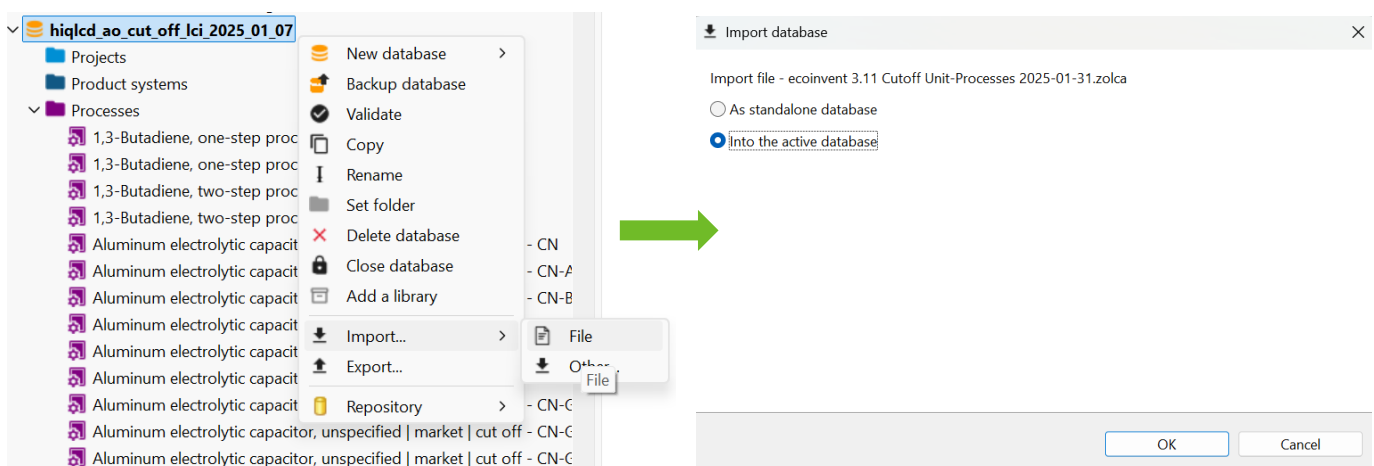 hiqlcd_ao_cut_off_lci_2025_01_07
Projects
Product systems
Processes
1,3-Butadiene, one-step proc
1,3-Butadiene, one-step proc
1,3-Butadiene, two-step proc
1,3-Butadiene, two-step proc
Aluminum electrolytic capacit - CN
Aluminum electrolytic capacit - CN-A
Aluminum electrolytic capacit - CN-B
Aluminum electrolytic capacit
Aluminum electrolytic capacit
Aluminum electrolytic capacit
Aluminum electrolytic capacit - CN-G
Aluminum electrolytic capacitor, unspecified | market | cut off - CN-G
Aluminum electrolytic capacitor, unspecified | market | cut off - CN-G
New database
Backup database
Validate
Copy
Rename
Set folder
Delete database
Close database
Add a library
Import...
Export...
Repository
File
Other...
File
Import database
Import file - ecoinvent 3.11 Cutoff Unit-Processes 2025-01-31.zolca
As standalone database
Into the active database
OK
Cancel